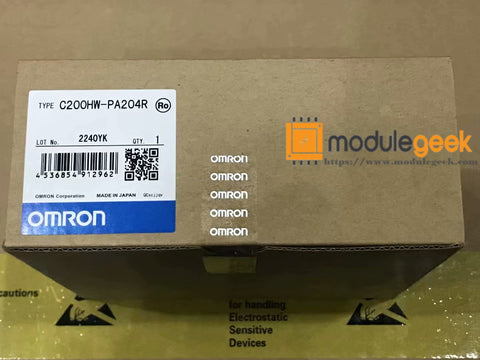 TYPE C200HW-PA204R Ro
LOT No. 2240YK QTY 1
4 536854 912962
OMRON Corporation MADE IN JAPAN
OMRON
OMRON
OMRON
OMRON
OMRON
OMRON
modulegeek
https://www.modulegeek.com
cautions
for handling
Electrostatic
Sensitive
Devices